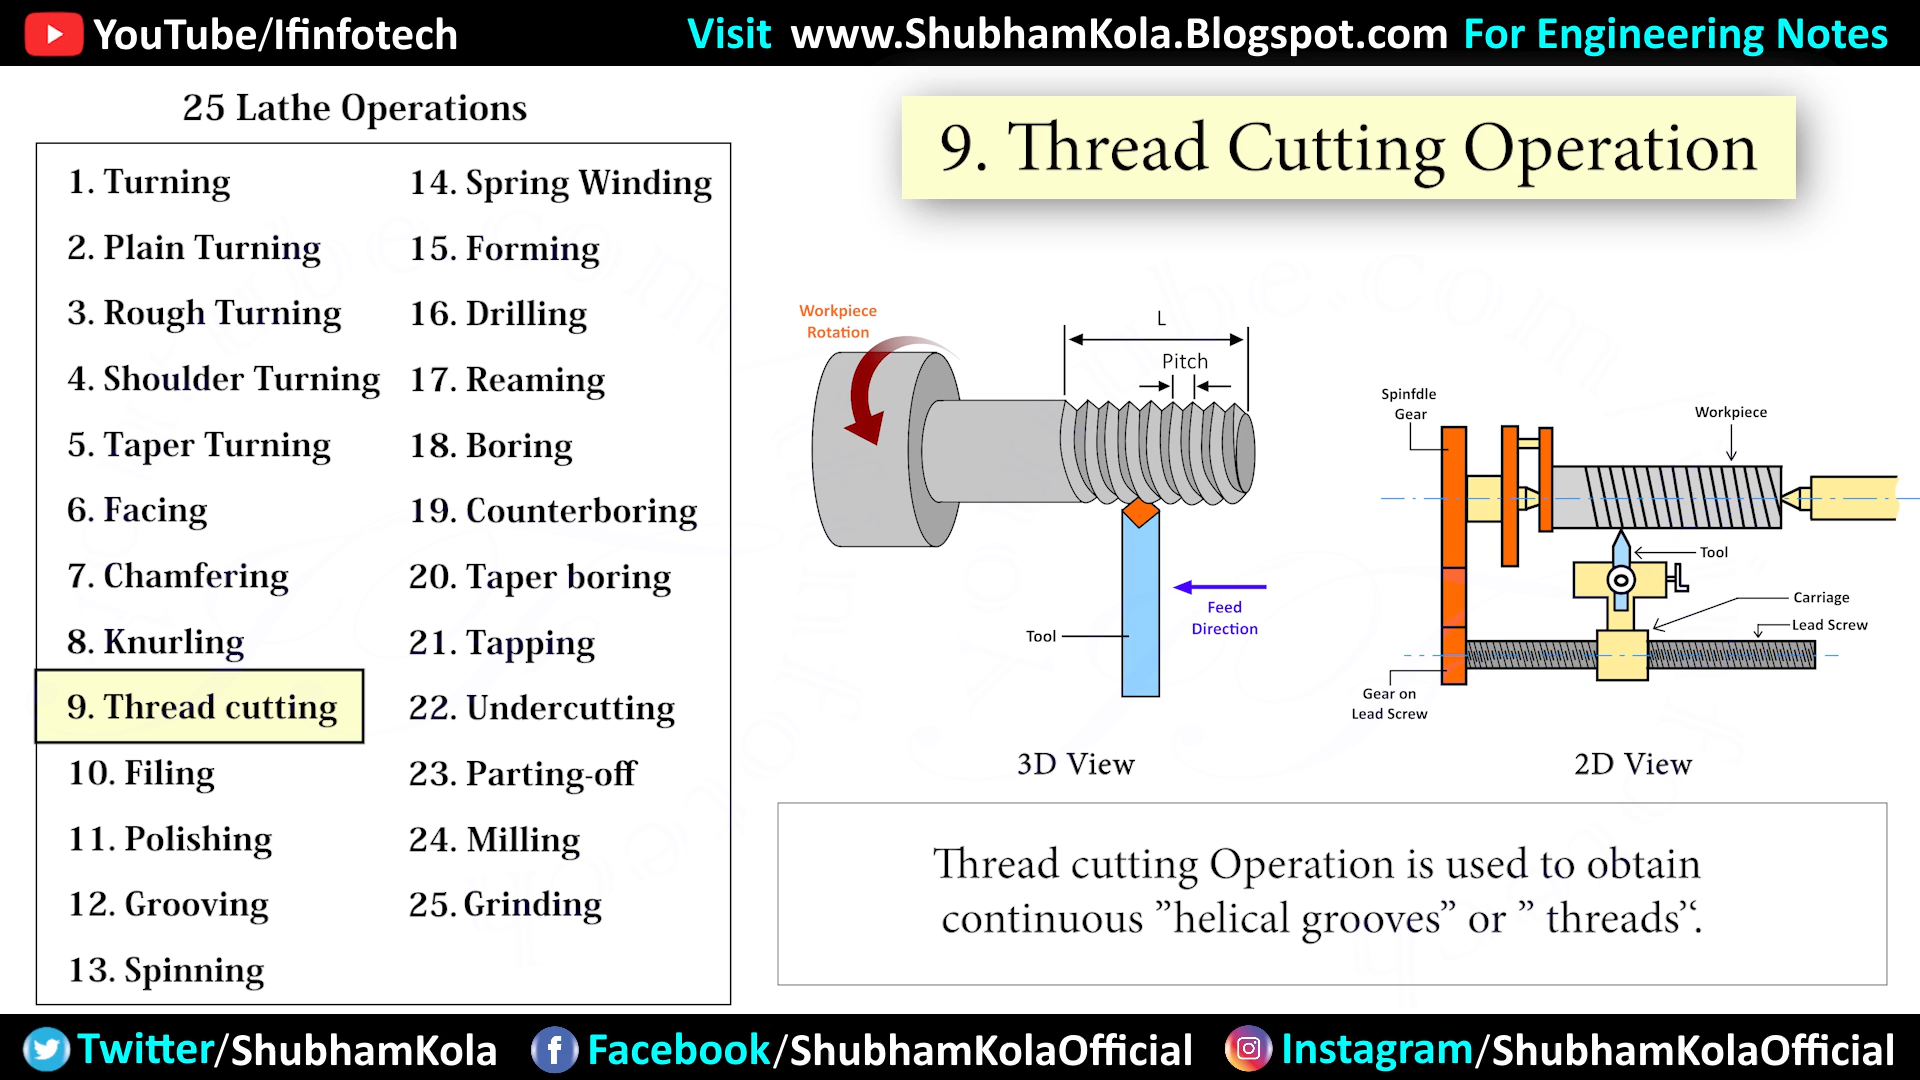 YouTube/Ifinfotech
Visit www.ShubhamKola.Blogspot.com For Engineering Notes
25 Lathe Operations
1. Turning
2. Plain Turning
3. Rough Turning
4. Shoulder Turning
5. Taper Turning
6. Facing
7. Chamfering
8. Knurling
9. Thread cutting
10. Filing
11. Polishing
12. Grooving
13. Spinning
14. Spring Winding
15. Forming
16. Drilling
17. Reaming
18. Boring
19. Counterboring
20. Taper boring
21. Tapping
22. Undercutting
23. Parting-off
24. Milling
25. Grinding
9. Thread Cutting Operation
Workpiece
Rotation
L
Pitch
Tool
Feed
Direction
3D View
Spinfdle
Gear
Workpiece
Tool
Carriage
Lead Screw
Gear on
Lead Screw
2D View
Thread cutting Operation is used to obtain
continuous ”helical grooves” or ” threads”‘.
Twitter/ShubhamKola
Facebook/ShubhamKolaOfficial
Instagram/ShubhamKolaOfficial